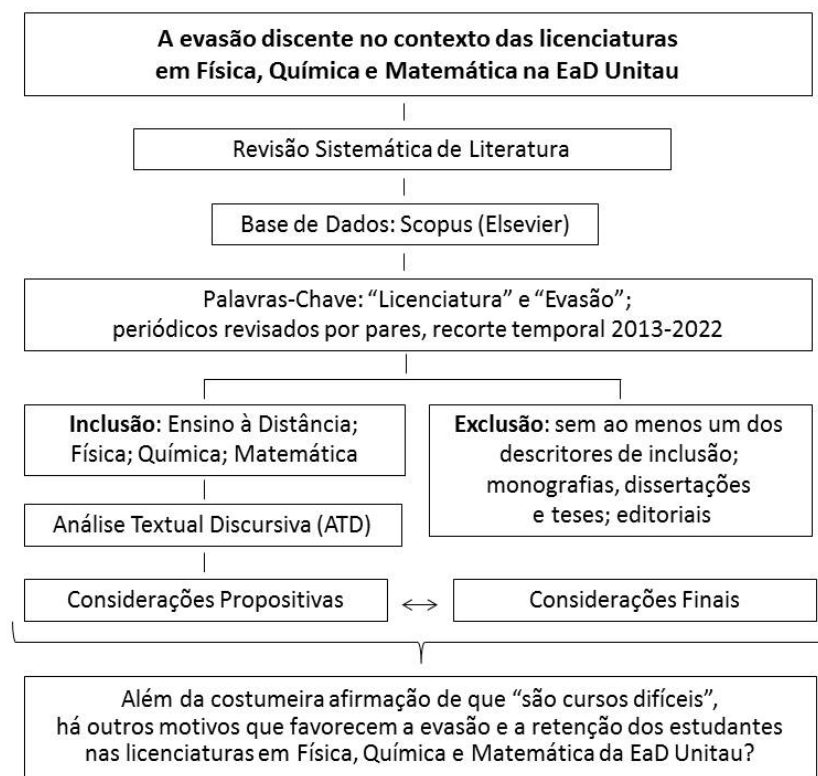 A evasão discente no contexto das licenciaturas
em Física, Química e Matemática na EaD Unitau
Revisão Sistemática de Literatura
Base de Dados: Scopus (Elsevier)
Palavras-Chave: “Licenciatura” e “Evasão”;
periódicos revisados por pares, recorte temporal 2013-2022
Inclusão: Ensino à Distância;
Física; Química; Matemática
Exclusão: sem ao menos um dos
descritores de inclusão;
monografias, dissertações
e teses; editoriais
Análise Textual Discursiva (ATD)
Considerações Propositivas
Considerações Finais
Além da costumeira afirmação de que “são cursos difíceis”,
há outros motivos que favorecem a evasão e a retenção dos estudantes
nas licenciaturas em Física, Química e Matemática da EaD Unitau?